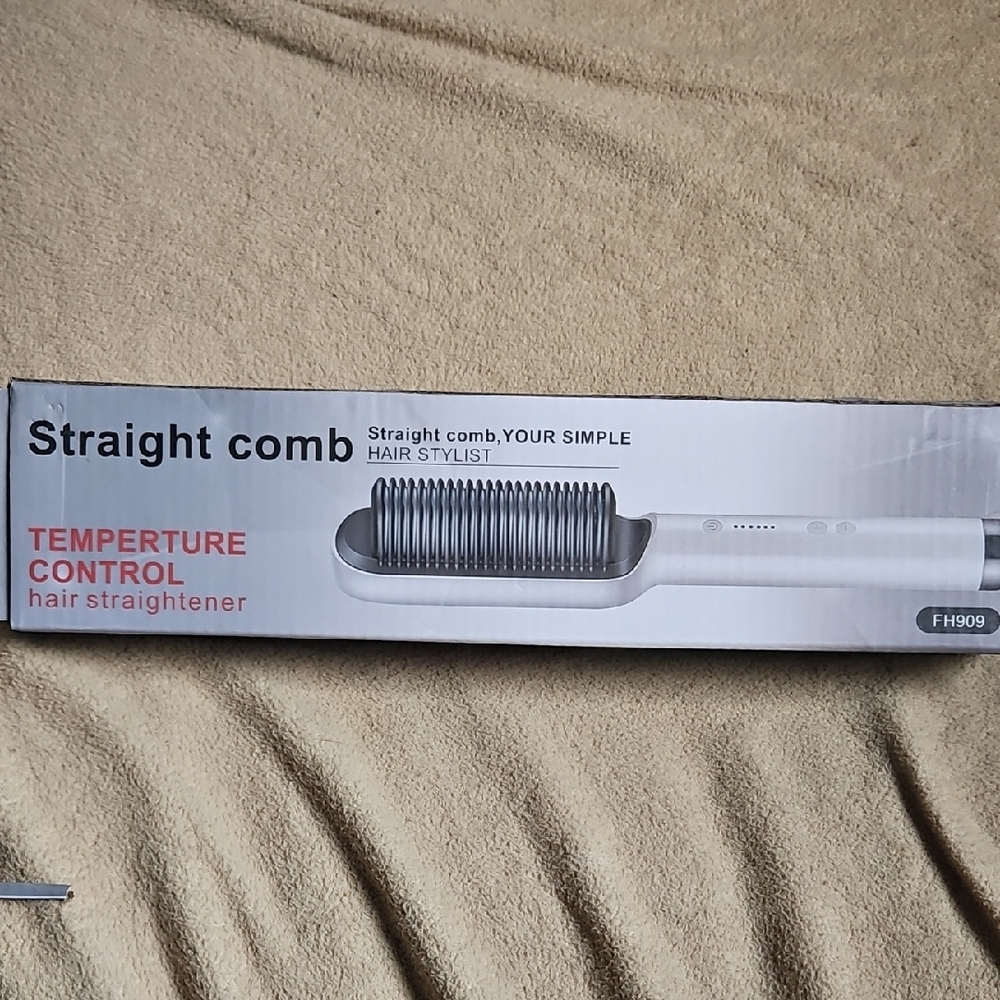 Straight comb
Straight comb,YOUR SIMPLE
HAIR STYLIST
TEMPERTURE
CONTROL
hair straightener
FH909